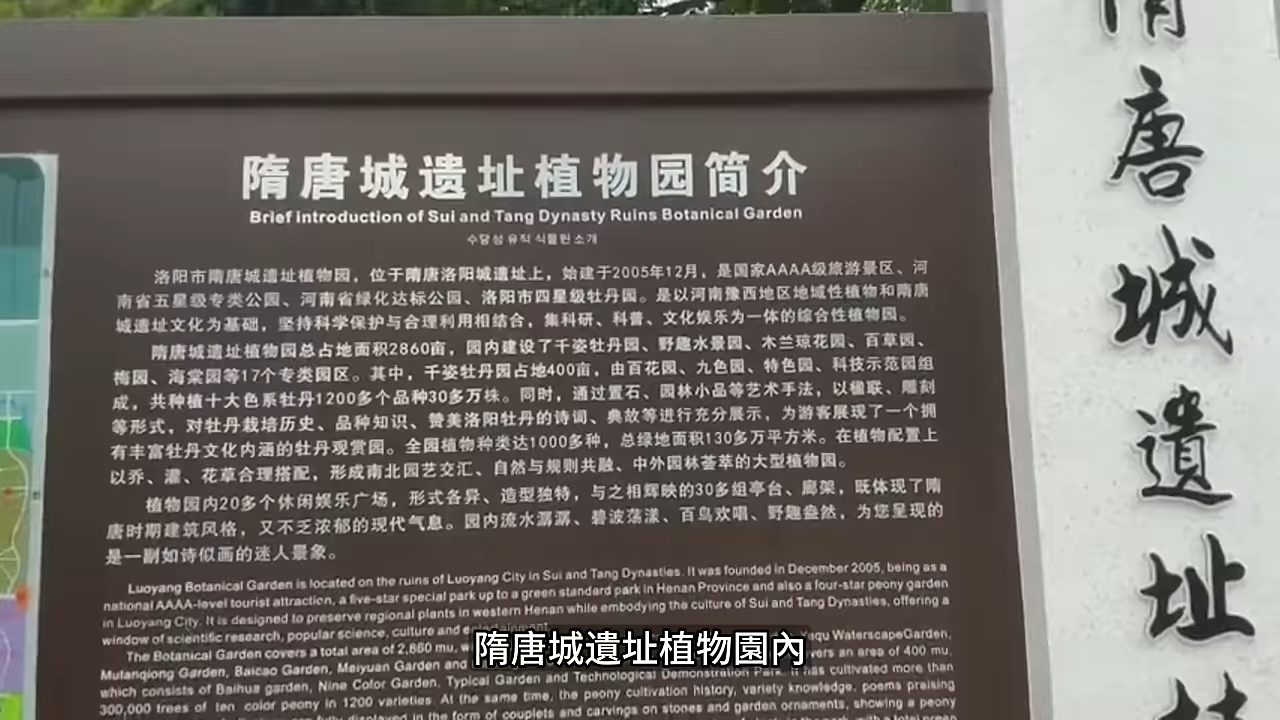 隋唐城遗址植物园简介
Brief introduction of Sui and Tang Dynasty Ruins Botanical Garden
수당성 유적 식물원 소개
洛阳市隋唐城遗址植物园，位于隋唐洛阳城遗址上，始建于2005年12月，是国家AAAA级旅游景区、河
南省五星级专类公园、河南省绿化达标公园、洛阳市四星级牡丹园。是以河南豫西地区地域性植物和隋唐
城遗址文化为基础，坚持科学保护与合理利用相结合，集科研、科普、文化娱乐为一体的综合性植物园。
隋唐城遗址植物园总占地面积2860亩，园内建设了千姿牡丹园、野趣水景园、木兰琼花园、百草园、
梅园、海棠园等17个专类园区。其中，千姿牡丹园占地400亩，由百花园、九色园、特色园、科技示范园组
成，共种植十大色系牡丹1200多个品种30多万株。同时，通过置石、园林小品等艺术手法，以楹联、雕刻
等形式，对牡丹栽培历史、品种知识、赞美洛阳牡丹的诗词、典故等进行充分展示，为游客展现了一个拥
有丰富牡丹文化内涵的牡丹观赏园。全园植物种类达1000多种，总绿地面积130多万平方米。在植物配置上
以乔、灌、花草合理搭配，形成南北园艺交汇、自然与规则共融、中外园林荟萃的大型植物园。
植物园内20多个休闲娱乐广场，形式各异、造型独特，与之相辉映的30多组亭台、廊架，既体现了隋
唐时期建筑风格，又不乏浓郁的现代气息。园内流水潺潺、碧波荡漾、百鸟欢唱、野趣盎然，为您呈现的
是一副如诗似画的迷人景象。
Luoyang Botanical Garden is located on the ruins of Luoyang City in Sui and Tang Dynasties. It was founded in December 2005, being as a
national AAAA-level tourist attraction, a five-star special park up to a green standard park in Henan Province and also a four-star peony garden
in Luoyang City. It is designed to preserve regional plants in western Henan while embodying the culture of Sui and Tang Dynasties, offering a
window of scientific research, popular science, culture and entertainment.
The Botanical Garden covers a total area of 2,860 mu, WaterscapeGarden,
Mutanqiong Garden, Baicao Garden, Meiyuan Garden and an area of 400 mu,
which consists of Baihua garden, Nine Color Garden, Typical Garden and Technological Demonstration Park. It has cultivated more than
300,000 trees of ten color peony in 1200 varieties. At the same time, the peony cultivation history, variety knowledge, poems praising
displayed in the form of couplets and carvings on stones and garden ornaments, showing a peony
隋唐城遺址
隋唐城遺址植物園內